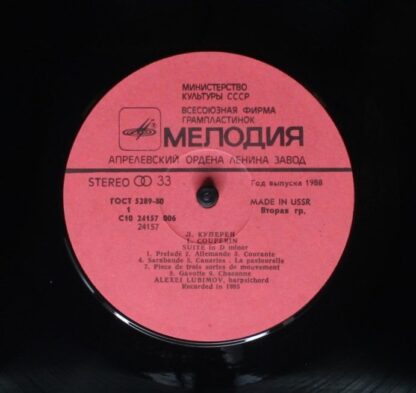 МИНИСТЕРСТВО
КУЛЬТУРЫ СССР
ВСЕСОЮЗНАЯ ФИРМА
ГРАМПЛАСТИНОК
МЕЛОДИЯ
АПРЕЛЕВСКИЙ ОРДЕНА ЛЕНИНА ЗАВОД
STEREO 33
Год выпуска 1988
ГОСТ 5289-80
MADE IN USSR
1
Вторая гр.
С10 24157 006
24157
Л. КУПЕРЕН
L. COUPERIN
SUITE in D minor
1. Prelude 2. Allemande 3. Courante
4. Sarabande 5. Canaries . La pastourelle
7. Piece de trois sortes de mouvement
8. Gavotte 9. Chaconne
ALEXEI LUBIMOV, harpsichord
Recorded in 1985